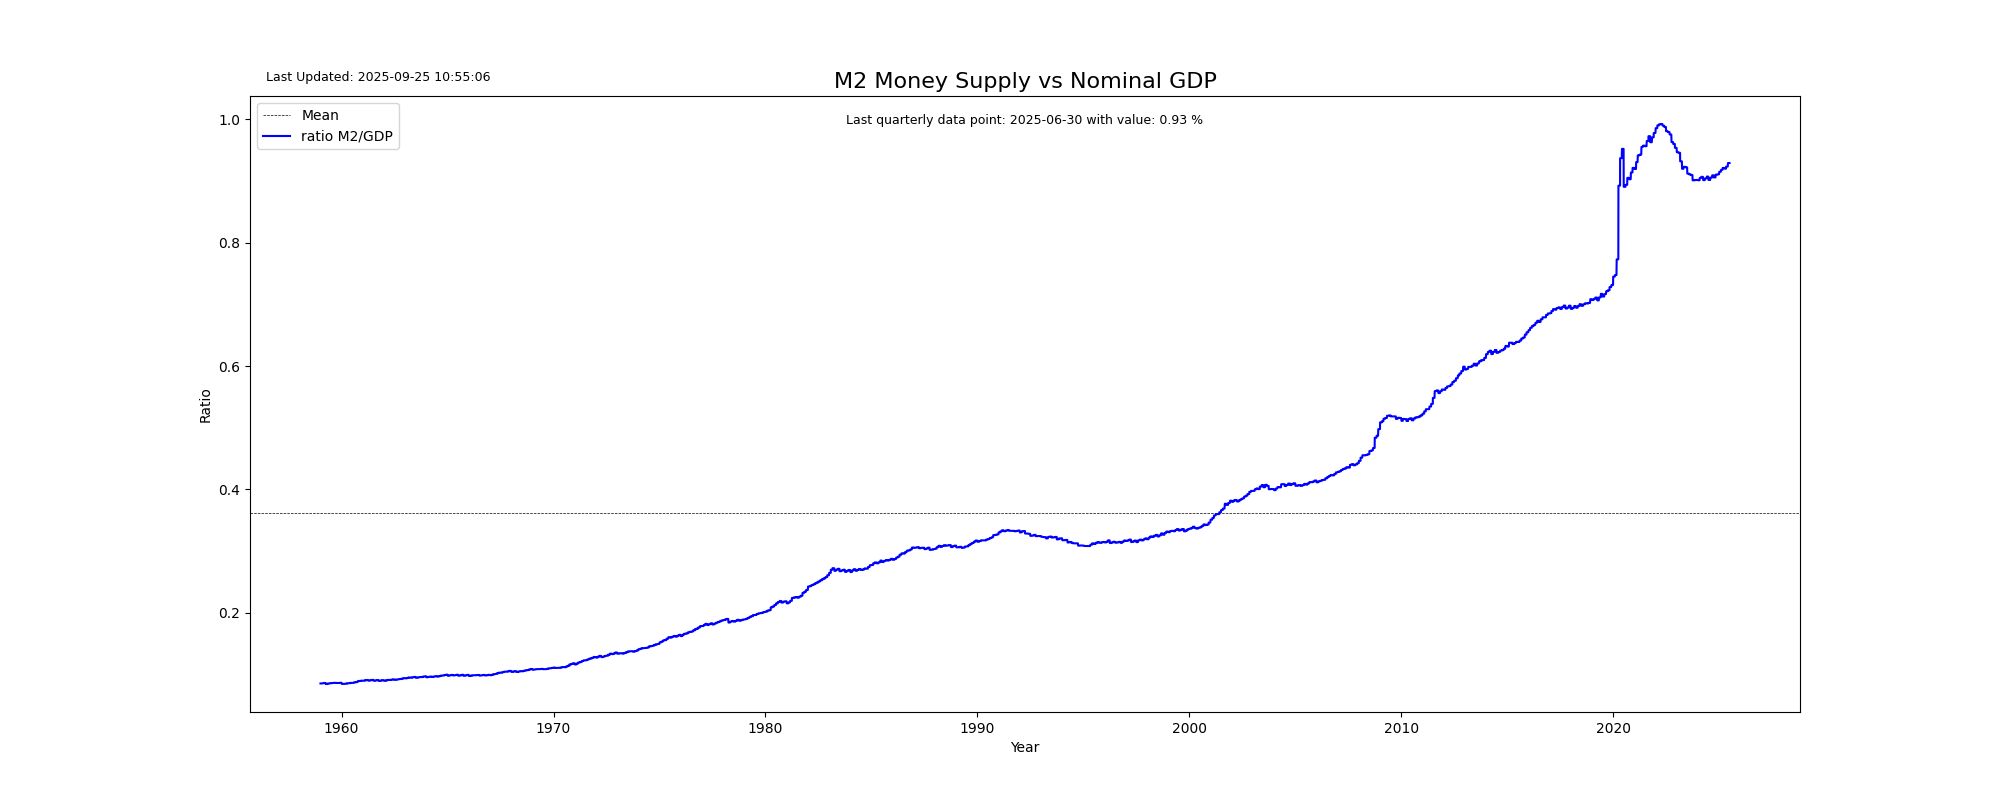 Last Updated: 2025-09-25 10:55:06
M2 Money Supply vs Nominal GDP
Mean
ratio M2/GDP
Last quarterly data point: 2025-06-30 with value: 0.93 %
1.0
0.8
0.6
0.4
0.2
Ratio
1960 1970 1980 1990 2000 2010 2020
Year